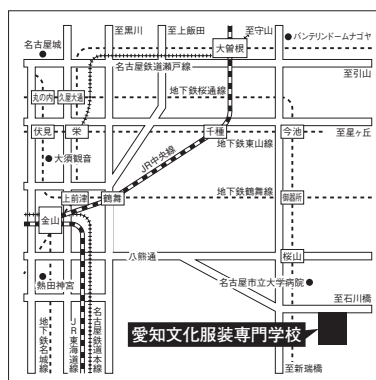 至黒川
至上飯田
至守山
名古屋城
大曽根
バンテリンドームナゴヤ
名古屋鉄道瀬戸線
至引山
丸の内
久屋大通
地下鉄桜通線
伏見
栄
千種
今池
至星ヶ丘
地下鉄東山線
大須観音
JR中央線
上前津
鶴舞
地下鉄鶴舞線
御器所
金山
八熊通
桜山
名古屋市立大学病院
熱田神宮
至石川橋
愛知文化服装専門学校
地下鉄名城線
JR東海道線
名古屋鉄道本線
至新瑞橋